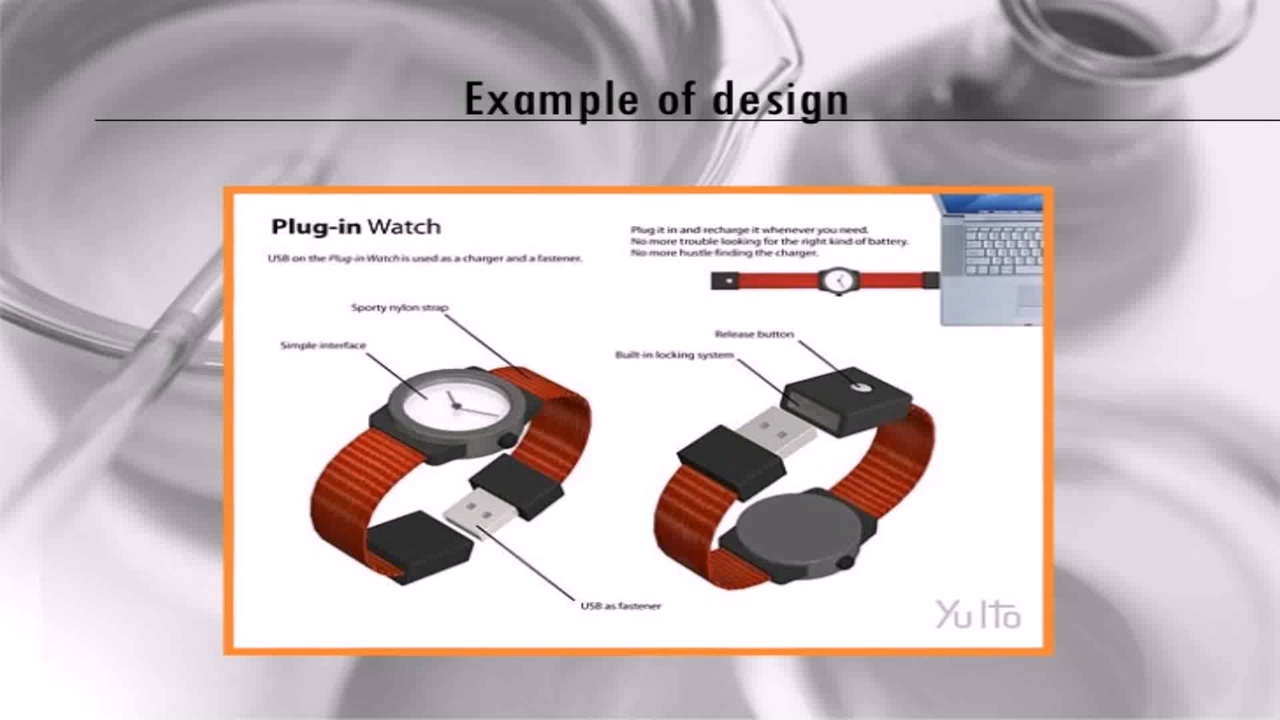 Example of design
Plug-in Watch
USB on the Plug-in Watch is used as a charger and a fastener.
Plug it in and recharge it whenever you need.
No more trouble looking for the right kind of battery.
No more hustle finding the charger.
Sporty nylon strap
Simple interface
Release button
Built-in locking system
USB as fastener
Yu Ito